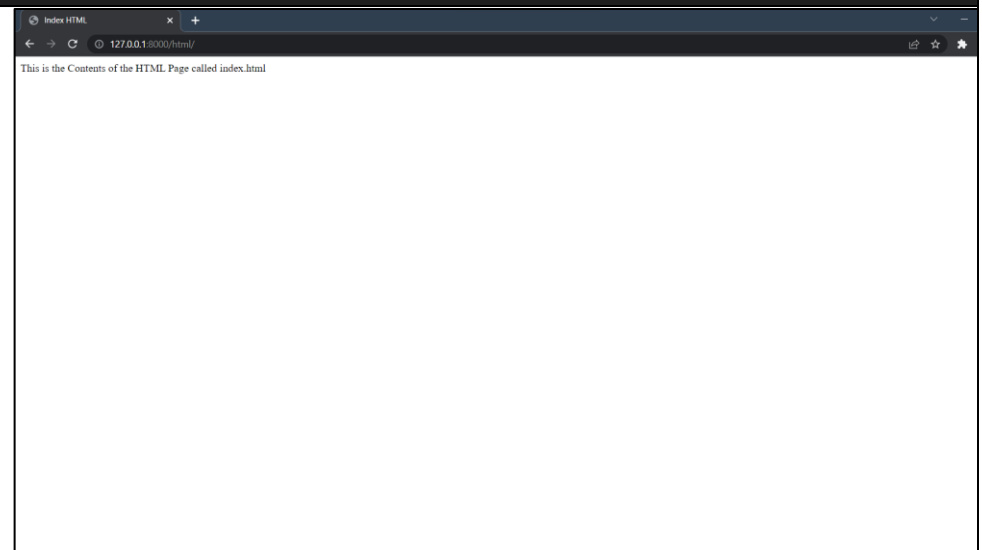 Index HTML
127.0.0.1:8000/html/
This is the Contents of the HTML Page called index.html